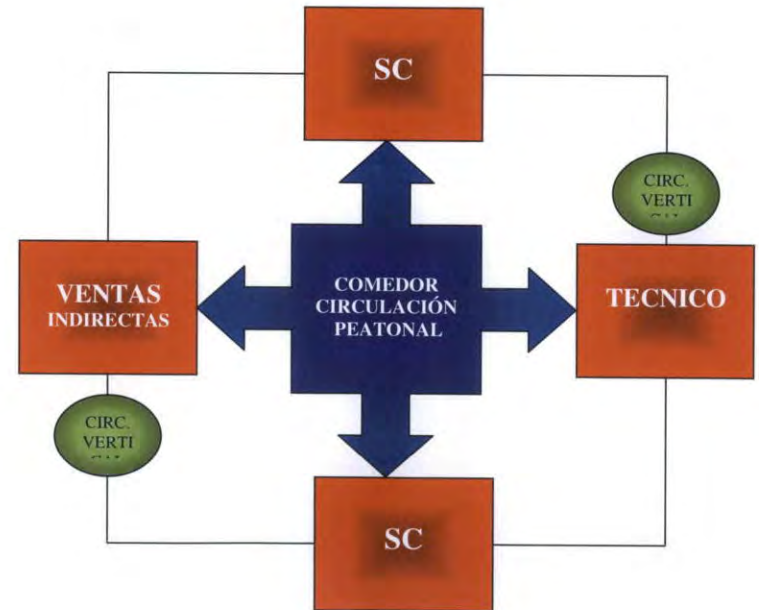 SC
CIRC.
VERTI
VENTAS
INDIRECTAS
COMEDOR
CIRCULACIÓN
PEATONAL
TECNICO
CIRC.
VERTI
SC